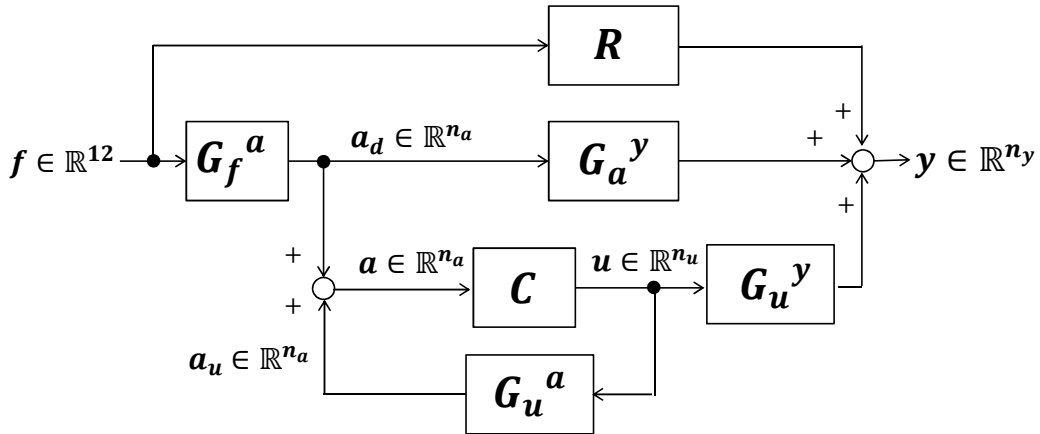 R
+
f ∈ ℝ¹² G_f^a a_d ∈ ℝ^{n_a} G_a^y + y ∈ ℝ^{n_y}
+
+ a ∈ ℝ^{n_a} C u ∈ ℝ^{n_u} G_u^y
+
a_u ∈ ℝ^{n_a} G_u^a